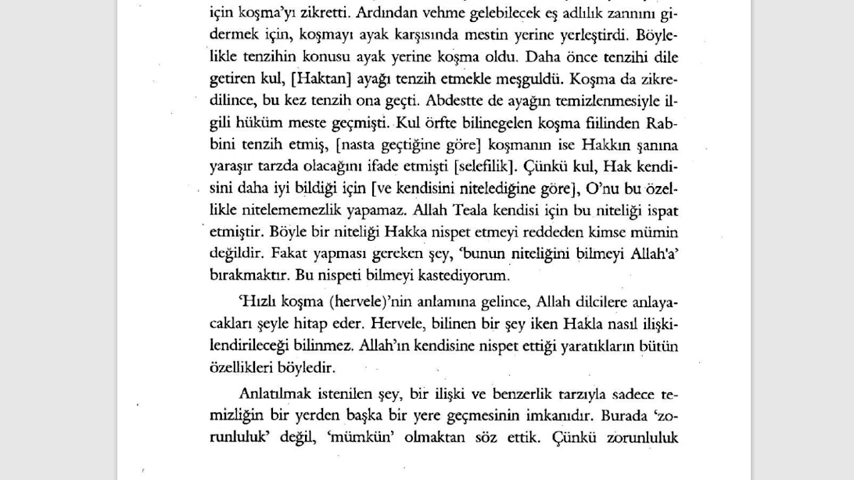 için koşma'yı zikretti. Ardından vehme gelebilecek eş adlılık zannını gi-
dermek için, koşmayı ayak karşısında mestin yerine yerleştirdi. Böyle-
likle tenzihin konusu ayak yerine koşma oldu. Daha önce tenzihi dile
getiren kul, [Haktan] ayağı tenzih etmekle meşguldü. Koşma da zikre-
dilince, bu kez tenzih ona geçti. Abdestte de ayağın temizlenmesiyle il-
gili hüküm meste geçmişti. Kul örfte bilinegelen koşma fiilinden Rab-
bini tenzih etmiş, [nasta geçtiğine göre] koşmanın ise Hakkın şanına
yaraşır tarzda olacağını ifade etmişti [selefilik]. Çünkü kul, Hak kendi-
sini daha iyi bildiği için [ve kendisini nitelediğine göre], O'nu bu özel-
likle nitelememezlik yapamaz. Allah Teala kendisi için bu niteliği ispat
etmiştir. Böyle bir niteliği Hakka nispet etmeyi reddeden kimse mümin
değildir. Fakat yapması gereken şey, 'bunun niteliğini bilmeyi Allah'a'
bırakmaktır. Bu nispeti bilmeyi kastediyorum.
'Hızlı koşma (hervele)'nin anlamına gelince, Allah dilcilere anlaya-
cakları şeyle hitap eder. Hervele, bilinen bir şey iken Hakla nasıl ilişki-
lendirileceği bilinmez. Allah'ın kendisine nispet ettiği yaratıkların bütün
özellikleri böyledir.
Anlatılmak istenilen şey, bir ilişki ve benzerlik tarzıyla sadece te-
mizliğin bir yerden başka bir yere geçmesinin imkanıdır. Burada 'zo-
runluluk' değil, 'mümkün' olmaktan söz ettik. Çünkü zorunluluk